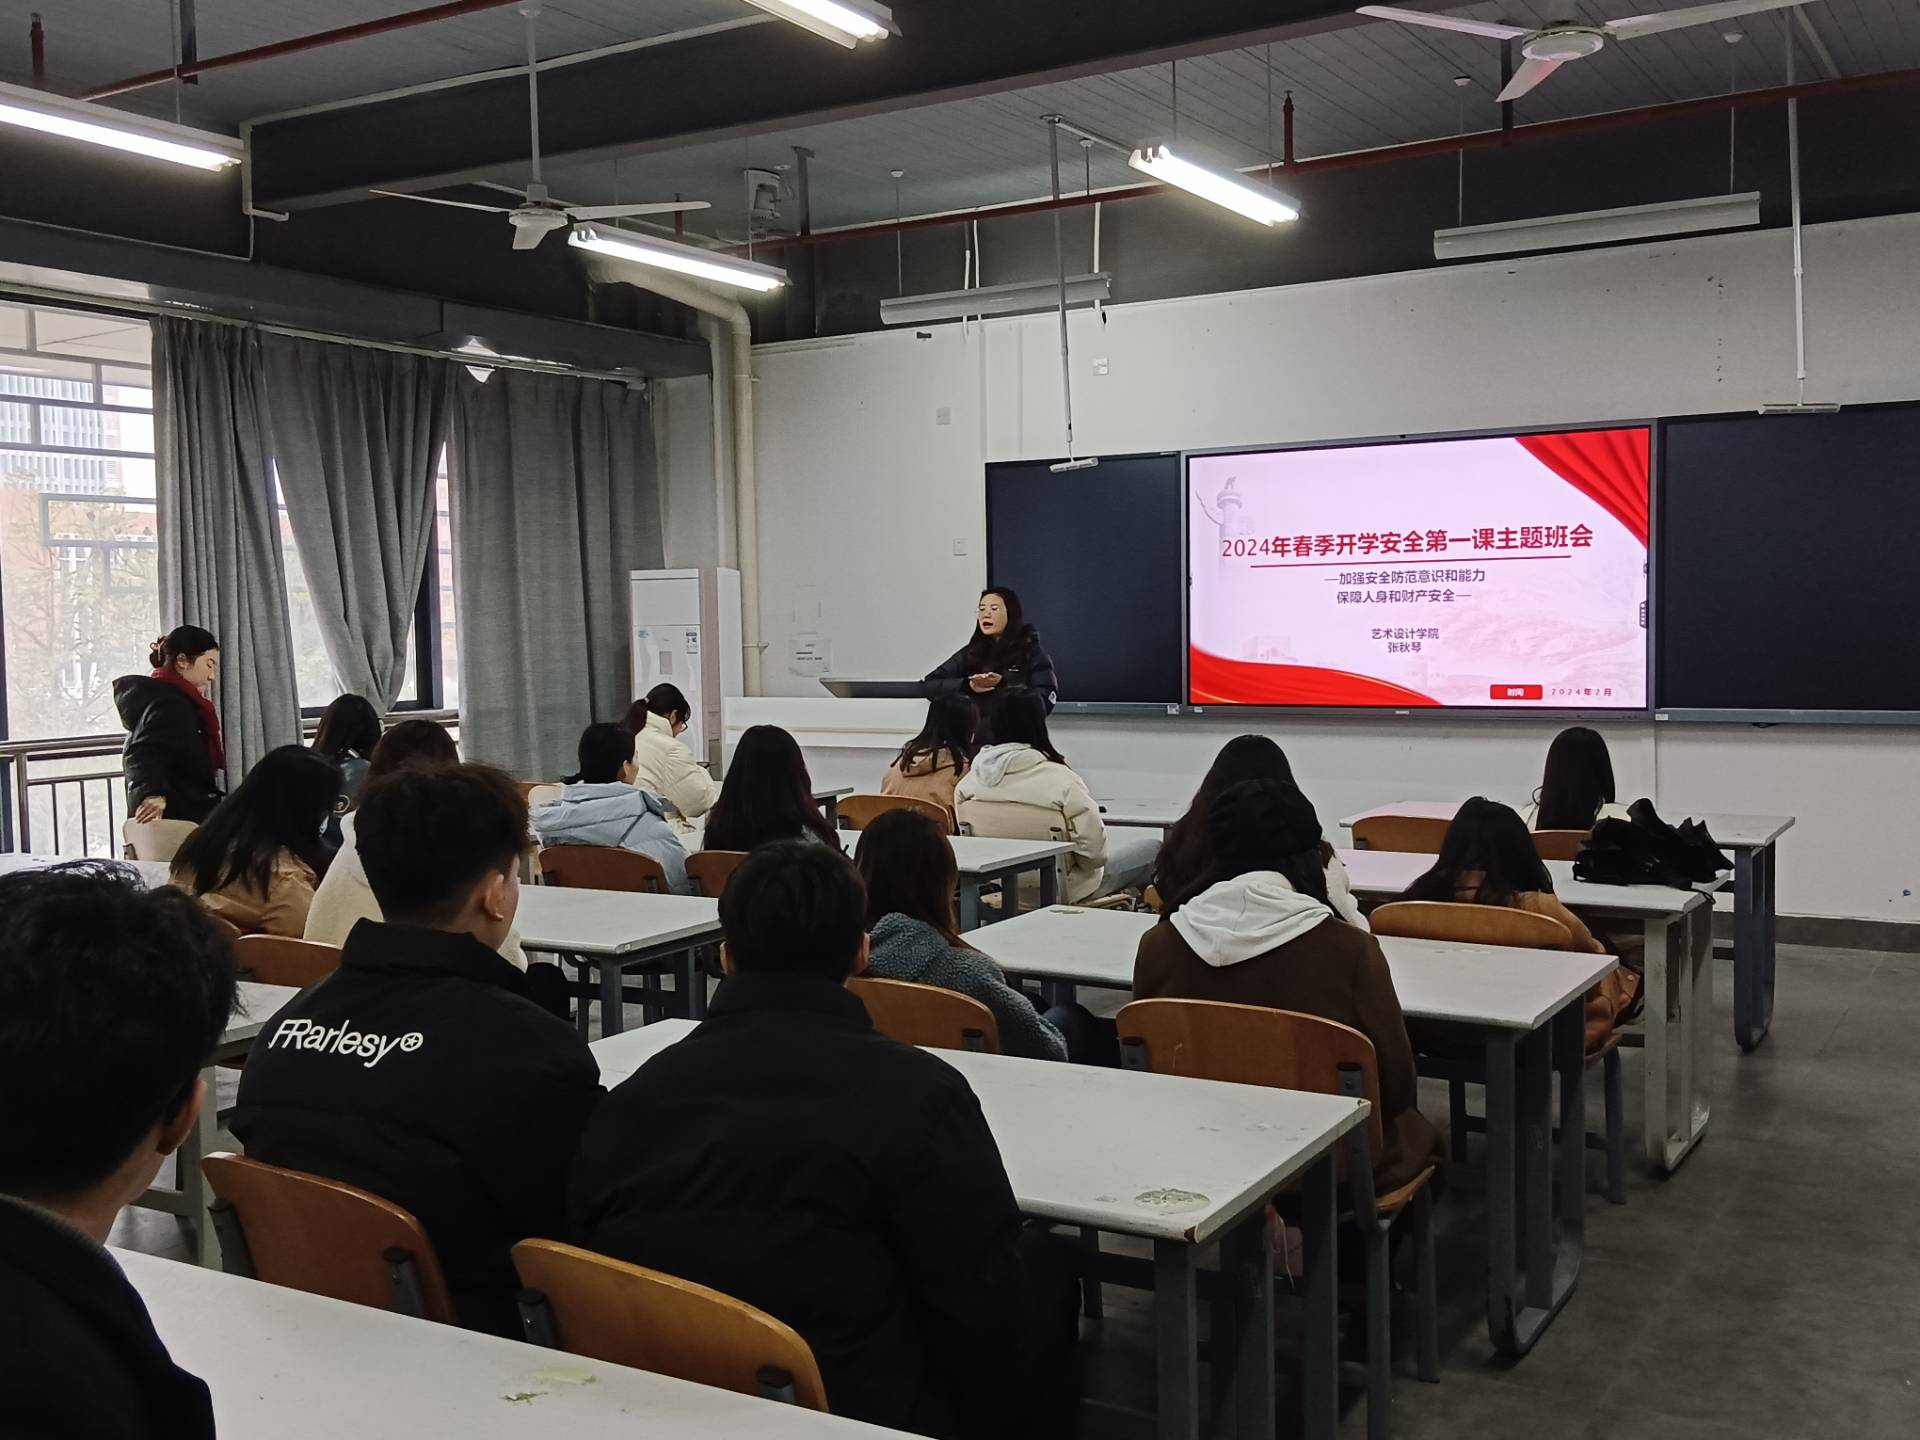 2024年春季开学安全第一课主题班会
—加强安全防范意识和能力
保障人身和财产安全—
艺术设计学院
张秋琴
时间 2024年2月
FRarlesy